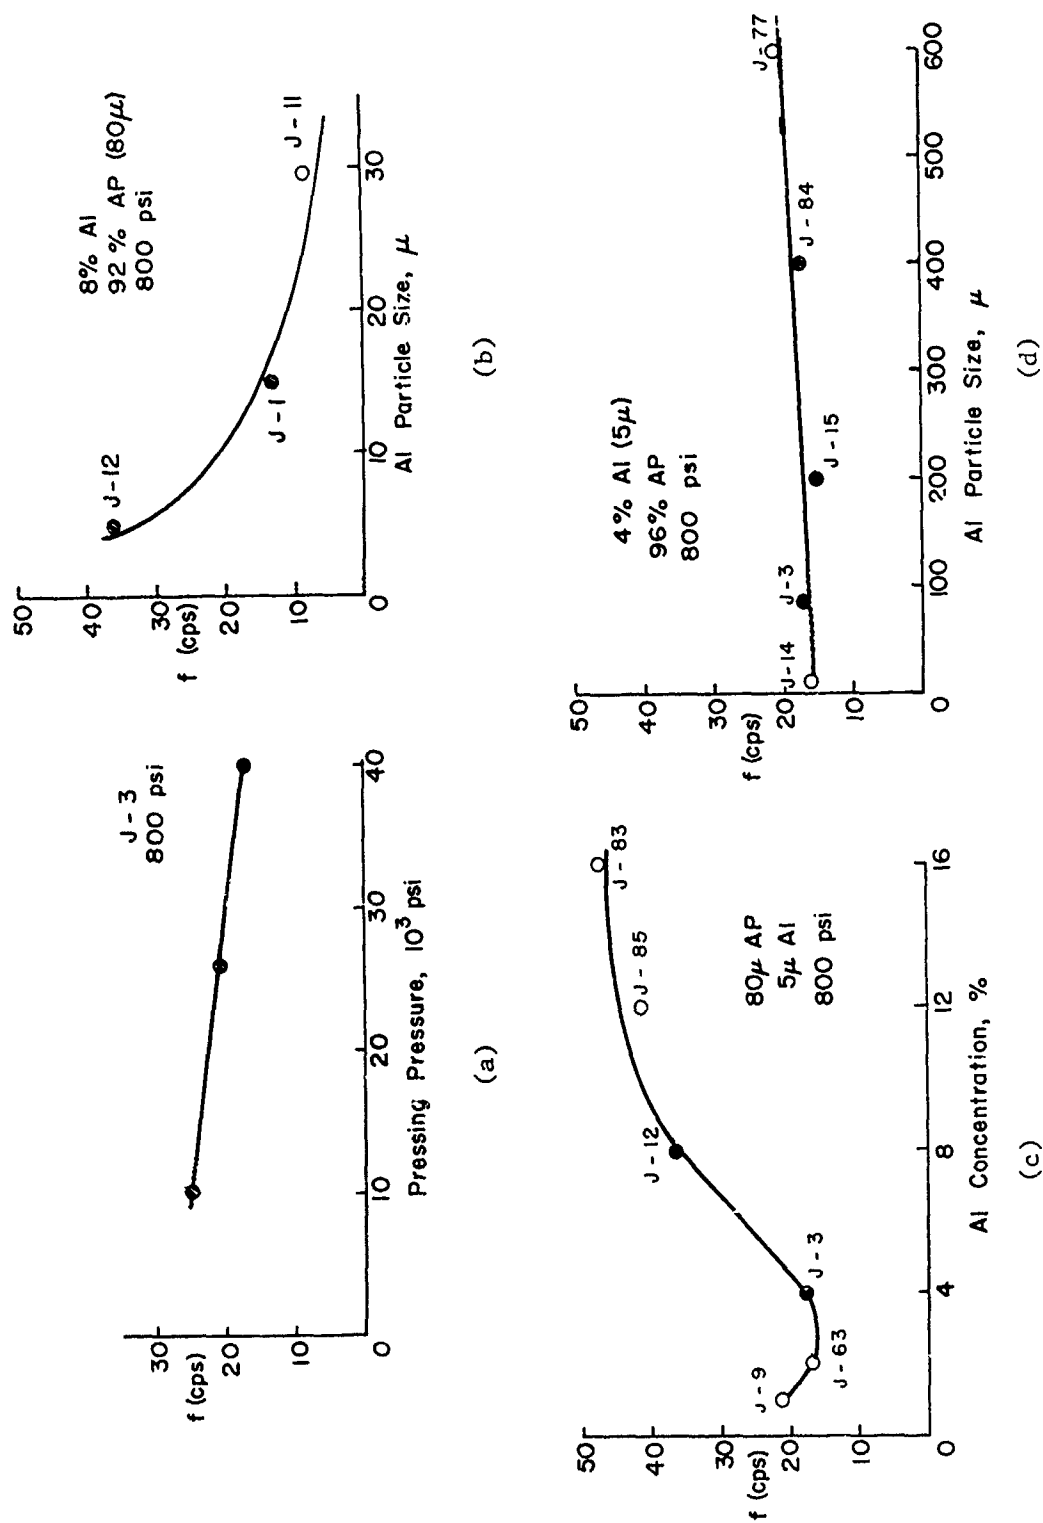 J-3
800 psi
f (cps)
30
20
10
0
10
20
30
40
Pressing Pressure, 10³ psi
(a)
8% Al
92% AP (80μ)
800 psi
f (cps)
50
40
30
20
10
0
10
20
30
J-12
J-1
J-11
Al Particle Size, μ
(b)
f (cps)
50
40
30
20
10
0
4
8
12
16
J-9
J-63
J-3
J-12
J-85
J-83
80μ AP
5μ Al
800 psi
Al Concentration, %
(c)
4% Al (5μ)
96% AP
800 psi
f (cps)
50
40
30
20
10
0
100
200
300
400
500
600
J-14
J-3
J-15
J-84
J-77
Al Particle Size, μ
(d)